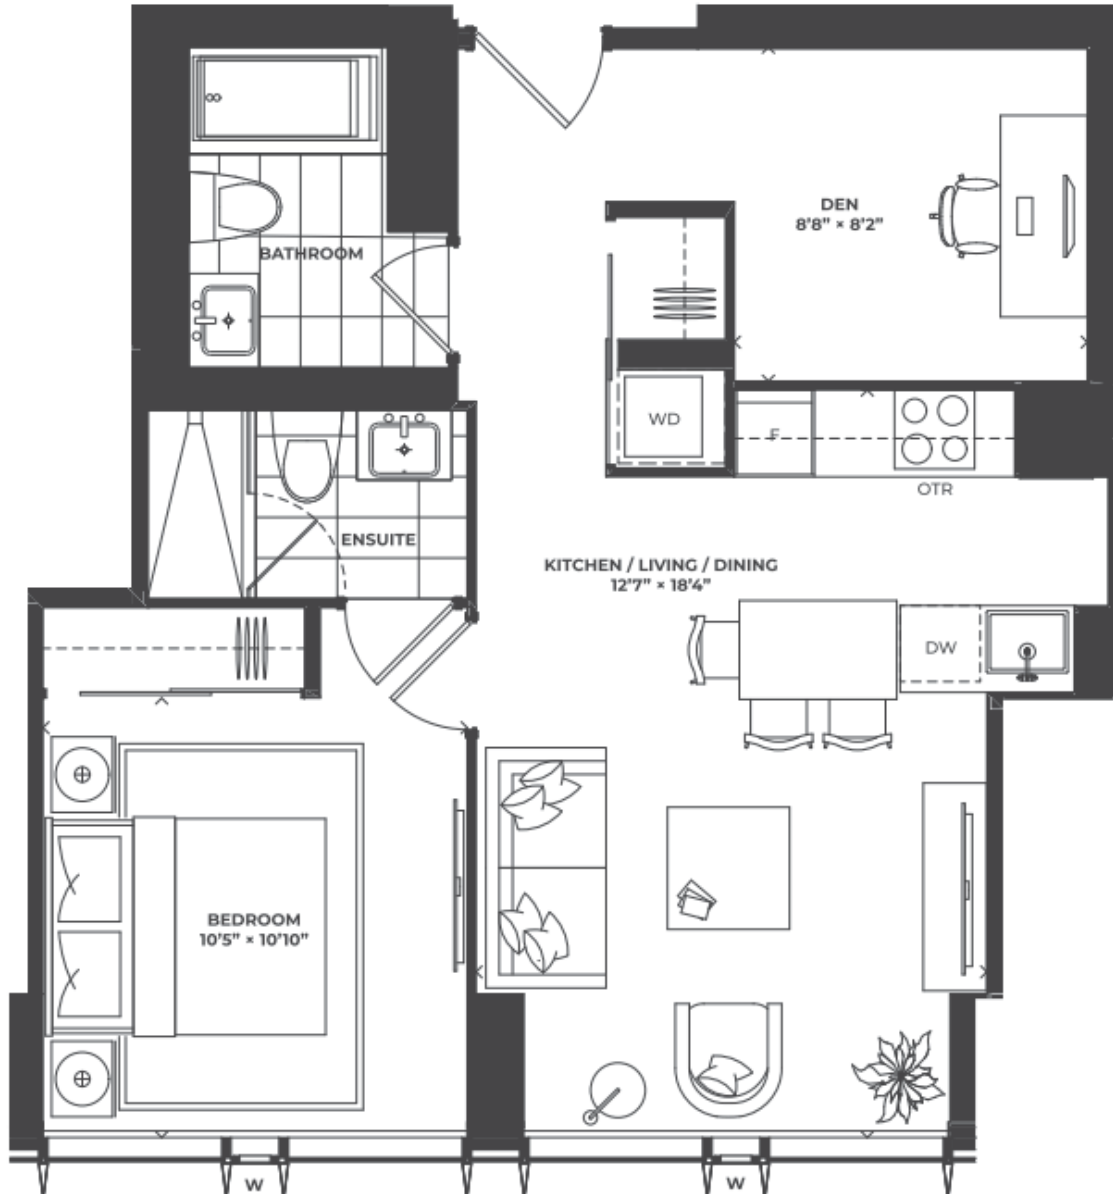 DEN
8'8" × 8'2"
BATHROOM
WD
F
OTR
ENSUITE
KITCHEN / LIVING / DINING
12'7" × 18'4"
DW
BEDROOM
10'5" × 10'10"
W
W